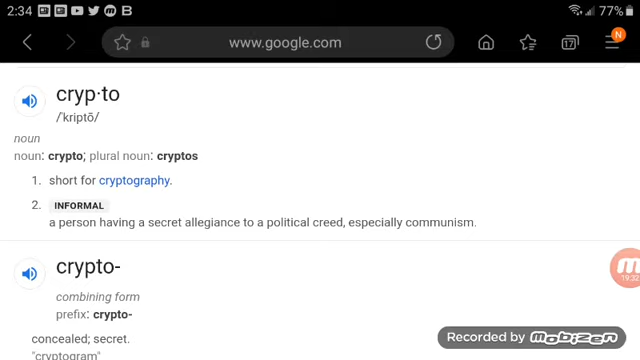 2:34 77%
www.google.com 17 N
cryp·to
/ˈkriptō/
noun
noun: crypto; plural noun: cryptos
1. short for cryptography.
2. INFORMAL
a person having a secret allegiance to a political creed, especially communism.
crypto-
combining form
prefix: crypto-
19:32
concealed; secret.
Recorded by mobizen
"cryptogram"